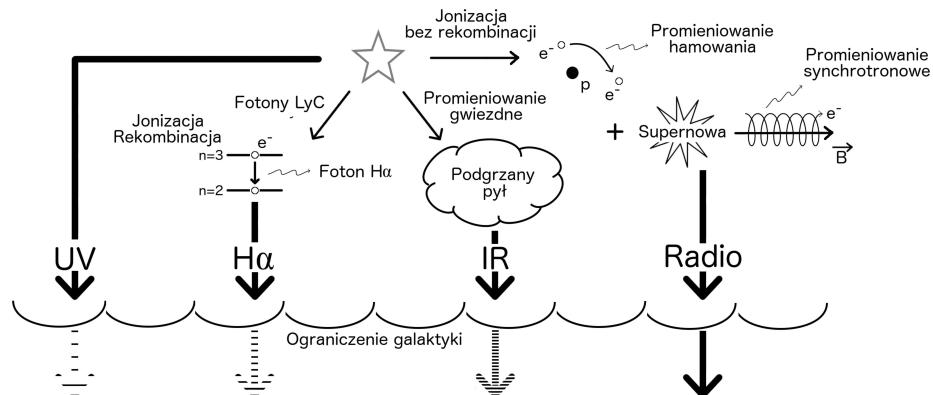 Jonizacja
bez rekombinacji
e⁻
p
e⁻
Promieniowanie
hamowania
Promieniowanie
synchrotronowe
Fotony LyC
Promieniowanie
gwiezdne
Jonizacja
Rekombinacja
e⁻
n=3
n=2
Foton Hα
Podgrzany
pył
+
Supernowa
e⁻
B
UV
Hα
IR
Radio
Ograniczenie galaktyki